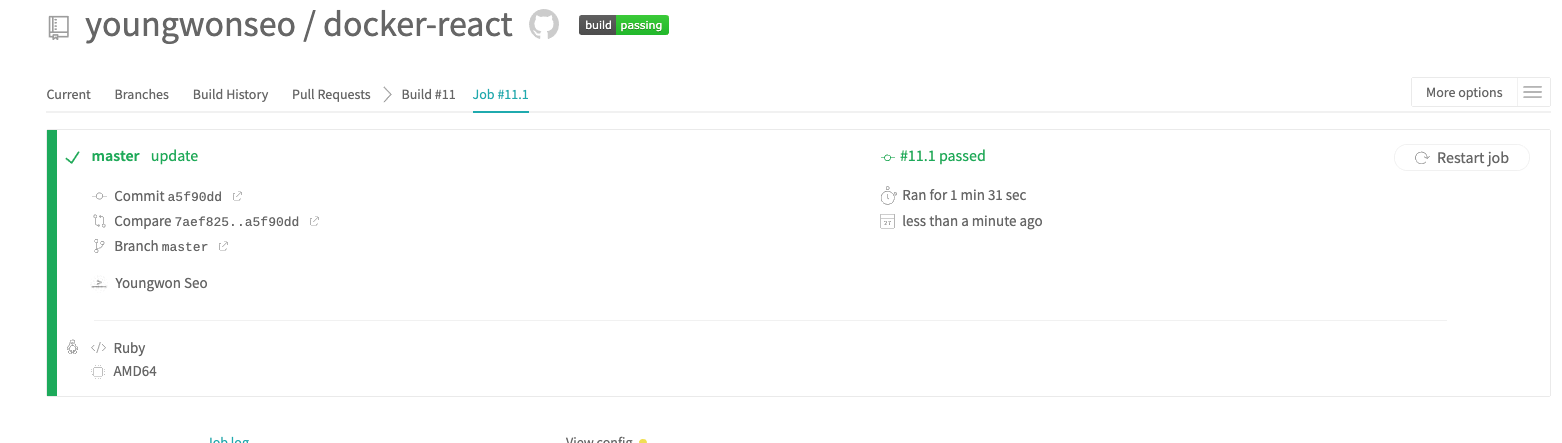 youngwonseo / docker-react build passing
Current Branches Build History Pull Requests Build #11 Job #11.1 More options
master update #11.1 passed Restart job
Commit a5f90dd Ran for 1 min 31 sec
Compare 7aef825..a5f90dd 27 less than a minute ago
Branch master
Youngwon Seo
</> Ruby
AMD64
Job log View config